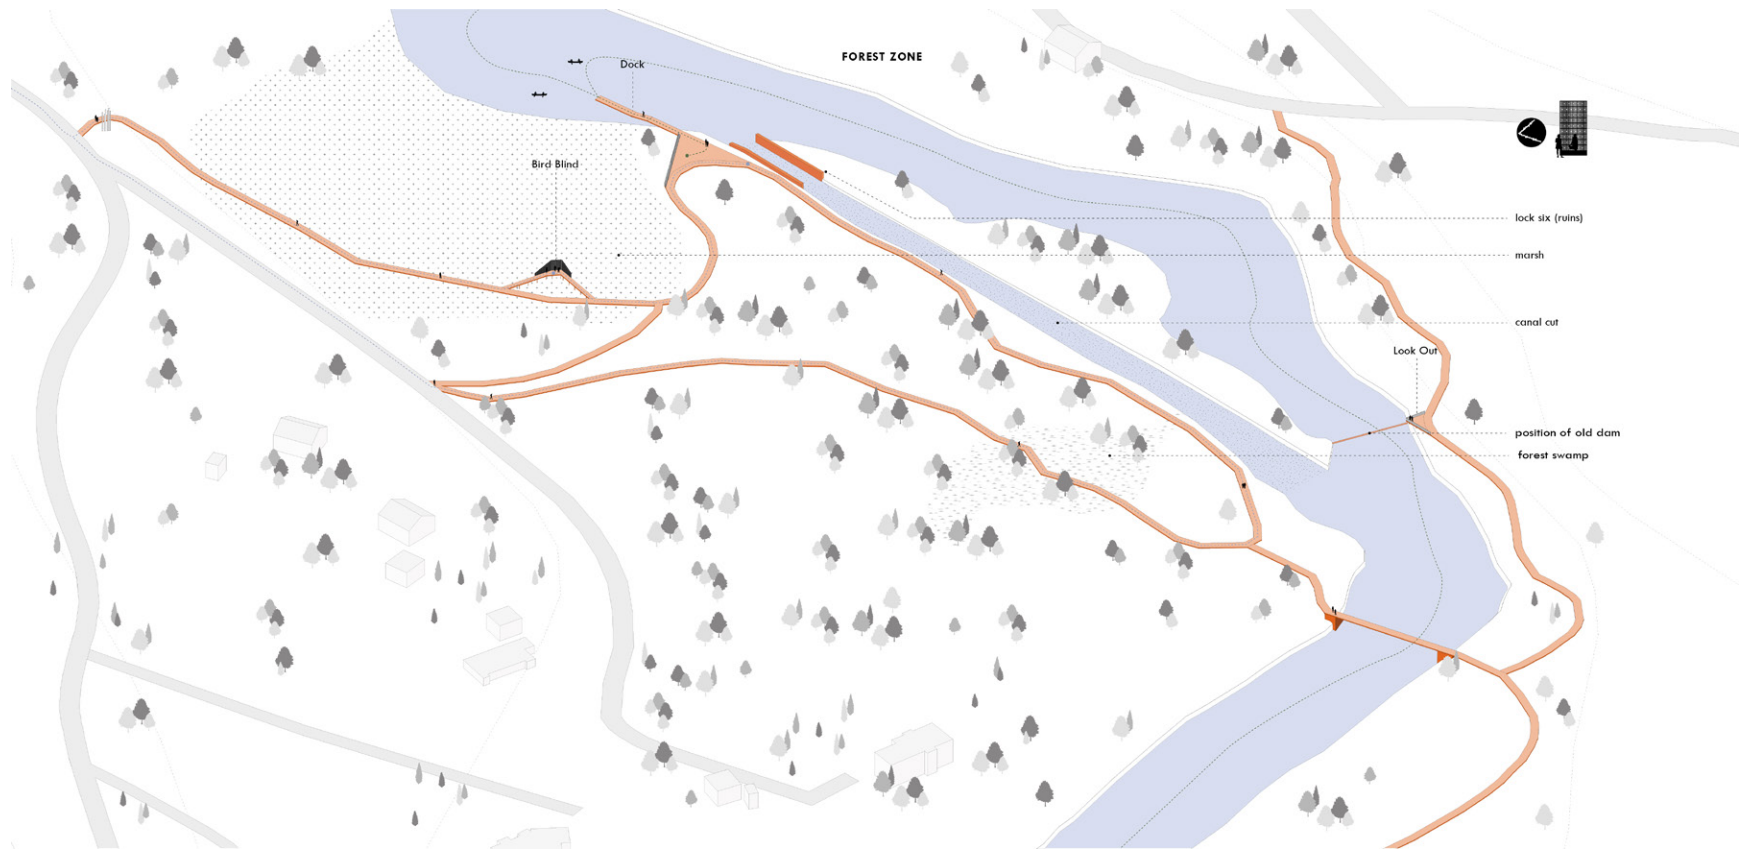 FOREST ZONE
Dock
Bird Blind
lock six (ruins)
marsh
canal cut
Look Out
position of old dam
forest swamp